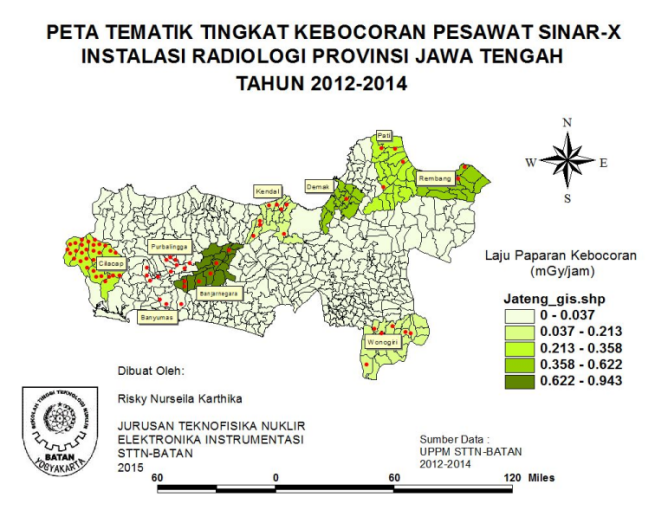 PETA TEMATIK TINGKAT KEBOCORAN PESAWAT SINAR-X
INSTALASI RADIOLOGI PROVINSI JAWA TENGAH
TAHUN 2012-2014
N
W
E
S
Pati
Rembang
Demak
Kendal
Purbalingga
Cilacap
Banjarnegara
Banyumas
Wonogiri
Laju Paparan Kebocoran
(mGy/jam)
Jateng_gis.shp
0 - 0.037
0.037 - 0.213
0.213 - 0.358
0.358 - 0.622
0.622 - 0.943
Dibuat Oleh:
Risky Nurseila Karthika
JURUSAN TEKNOFISIKA NUKLIR
ELEKTRONIKA INSTRUMENTASI
STTN-BATAN
2015
SEKOLAH TINGGI TEKNOLOGI NUKLIR
BATAN
YOGYAKARTA
Sumber Data :
UPPM STTN-BATAN
2012-2014
60 0 60 120 Miles